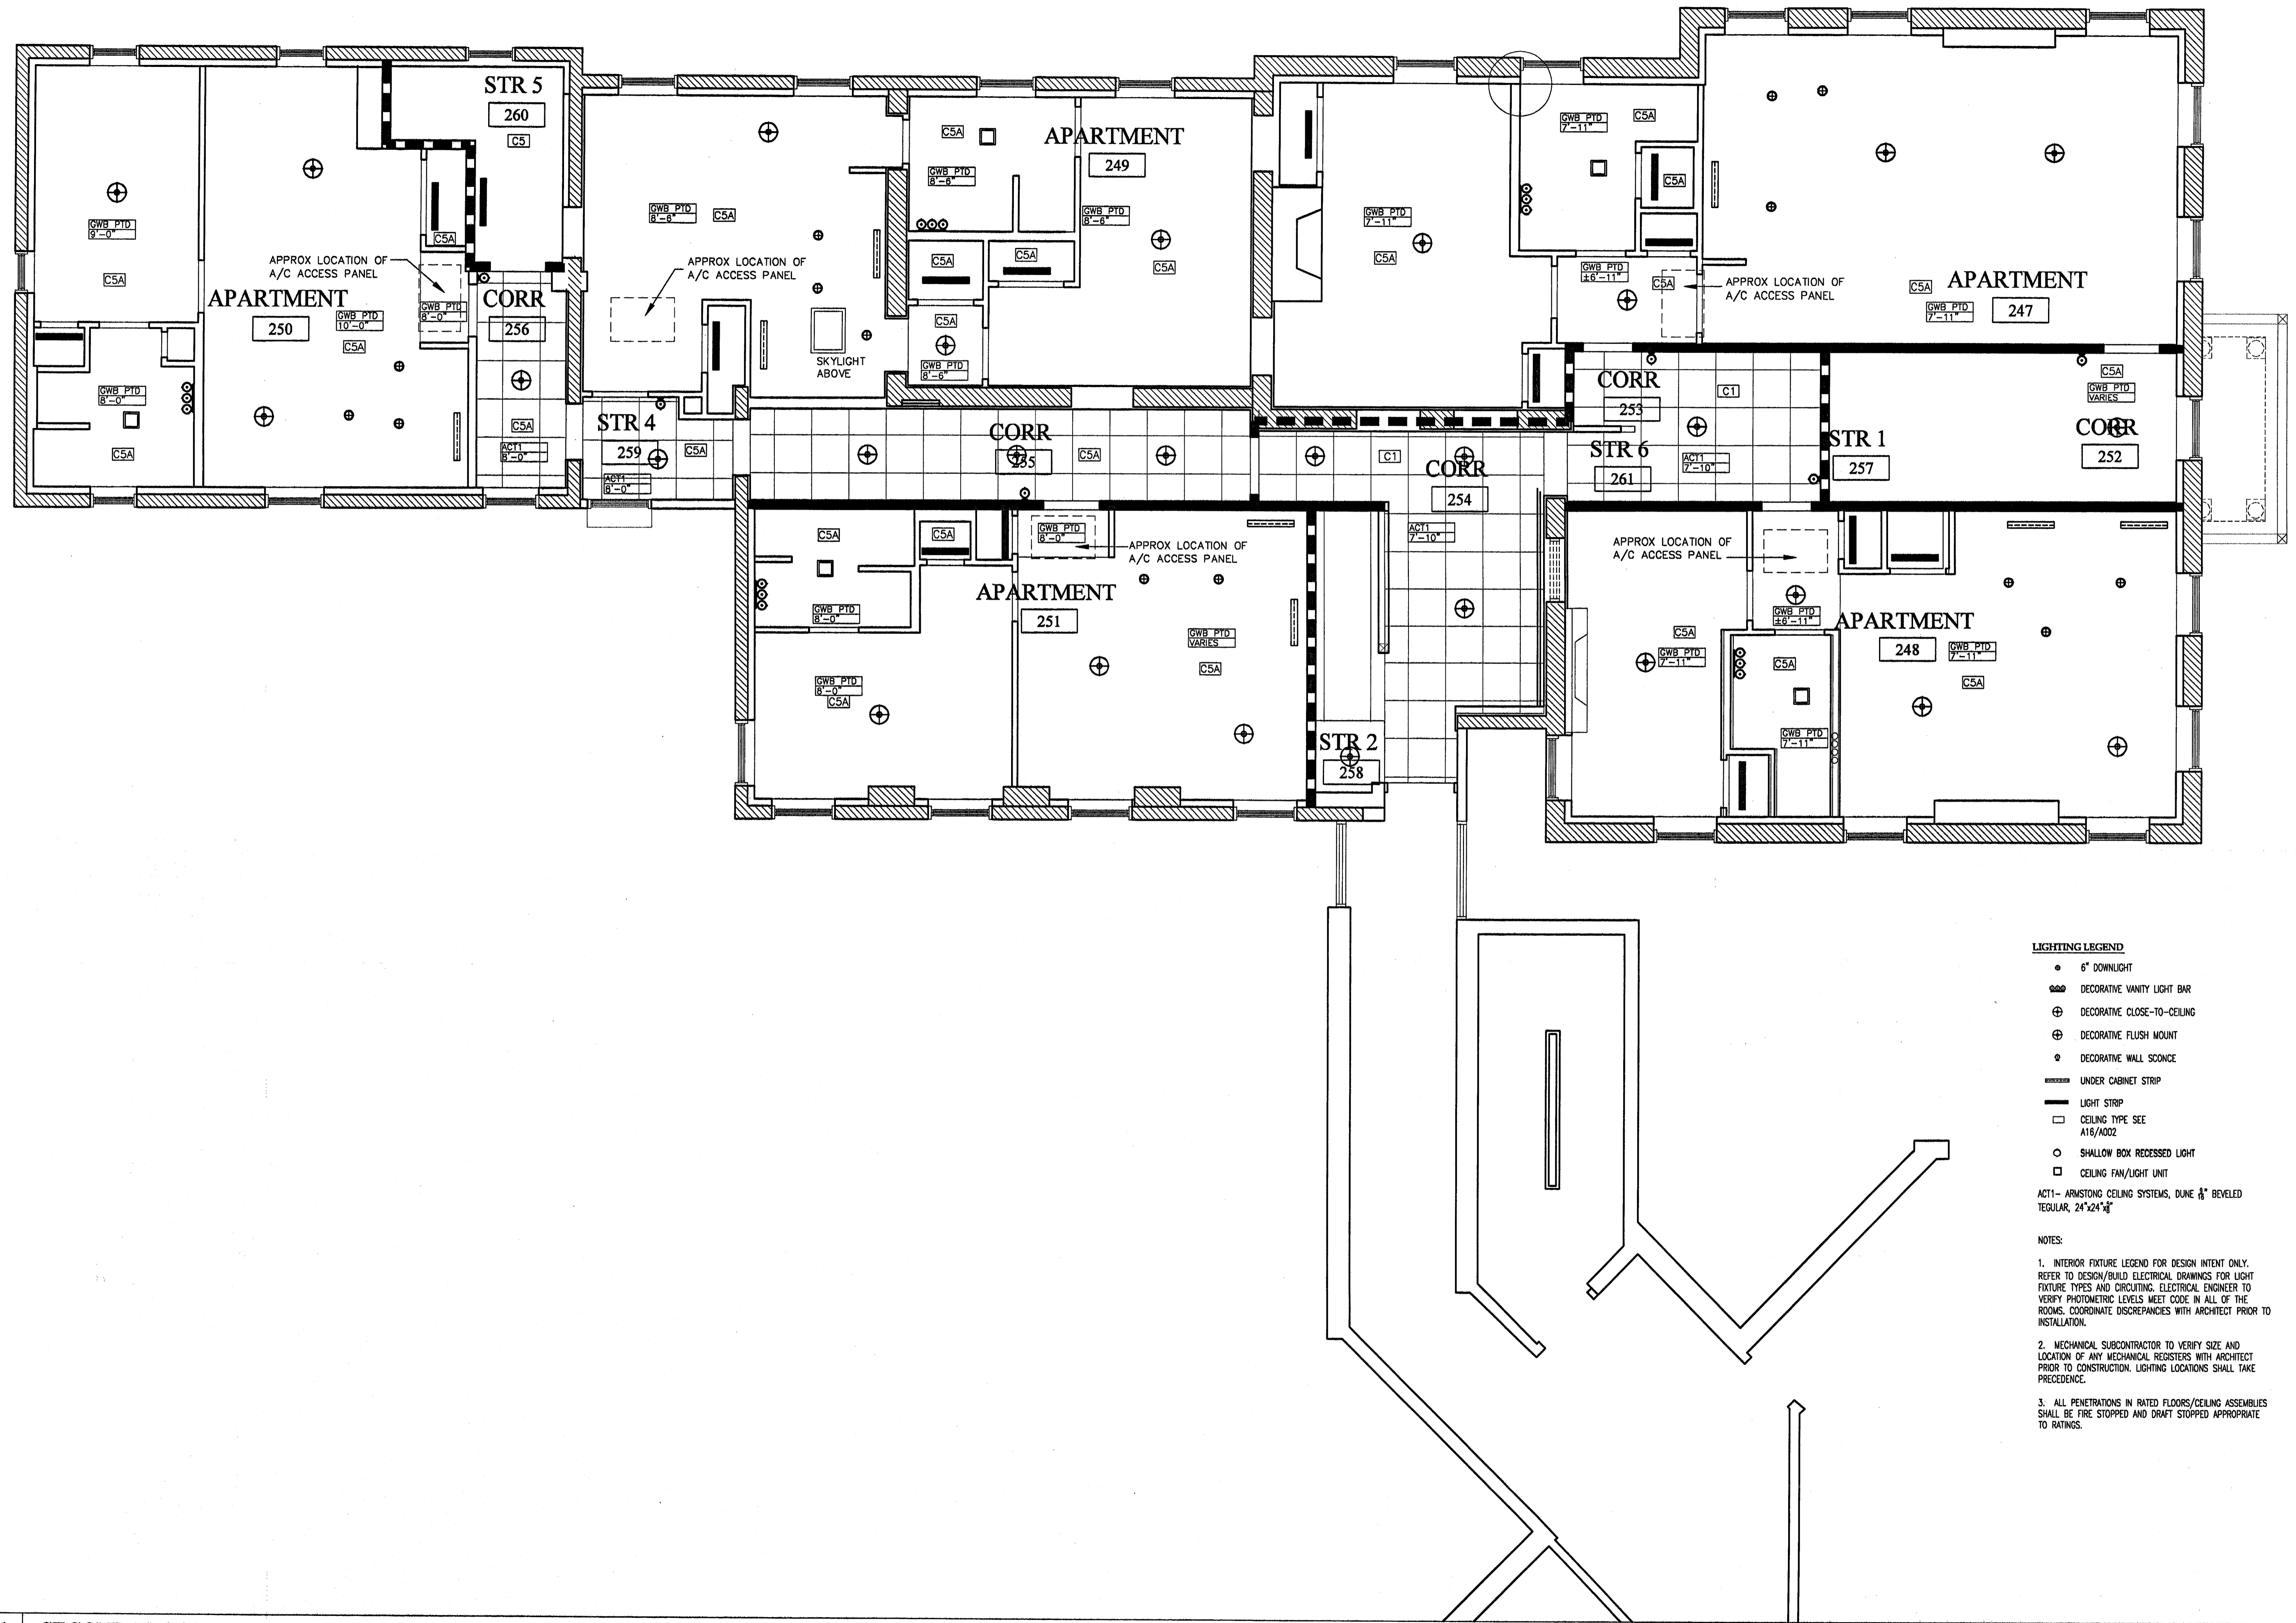 STR 5
260
C5
APARTMENT
249
C5A
GWB PTD
8'-6"
GWB PTD
8'-6"
C5A
C5A
C5A
C5A
GWB PTD
8'-6"
GWB PTD
9'-0"
C5A
APPROX LOCATION OF
A/C ACCESS PANEL
APARTMENT
250
GWB PTD
10'-0"
C5A
C5A
GWB PTD
8'-0"
GWB PTD
8'-0"
C5A
CORR
256
C5A
ACT1
8'-0"
GWB PTD
8'-6"
C5A
APPROX LOCATION OF
A/C ACCESS PANEL
SKYLIGHT
ABOVE
STR 4
259
C5A
ACT1
8'-0"
CORR
255
C5A
GWB PTD
7'-11"
C5A
GWB PTD
7'-11"
C5A
C5A
GWB PTD
±6'-11"
C5A
APPROX LOCATION OF
A/C ACCESS PANEL
C5A
APARTMENT
247
GWB PTD
7'-11"
CORR
253
C1
STR 6
261
ACT1
7'-10"
STR 1
257
C5A
GWB PTD
VARIES
CORR
252
C1
CORR
254
ACT1
7'-10"
C5A
C5A
GWB PTD
8'-0"
APPROX LOCATION OF
A/C ACCESS PANEL
APARTMENT
251
GWB PTD
8'-0"
GWB PTD
VARIES
C5A
GWB PTD
8'-0"
C5A
STR 2
258
APPROX LOCATION OF
A/C ACCESS PANEL
GWB PTD
±6'-11"
APARTMENT
248
C5A
GWB PTD
7'-11"
C5A
GWB PTD
7'-11"
C5A
GWB PTD
7'-11"
LIGHTING LEGEND
6" DOWNLIGHT
DECORATIVE VANITY LIGHT BAR
DECORATIVE CLOSE-TO-CEILING
DECORATIVE FLUSH MOUNT
DECORATIVE WALL SCONCE
UNDER CABINET STRIP
LIGHT STRIP
CEILING TYPE SEE
A16/A002
SHALLOW BOX RECESSED LIGHT
CEILING FAN/LIGHT UNIT
ACT1- ARMSTONG CEILING SYSTEMS, DUNE BEVELED
TEGULAR, 24"x24"
NOTES:
1. INTERIOR FIXTURE LEGEND FOR DESIGN INTENT ONLY.
REFER TO DESIGN/BUILD ELECTRICAL DRAWINGS FOR LIGHT
FIXTURE TYPES AND CIRCUITING. ELECTRICAL ENGINEER TO
VERIFY PHOTOMETRIC LEVELS MEET CODE IN ALL OF THE
ROOMS. COORDINATE DISCREPANCIES WITH ARCHITECT PRIOR TO
INSTALLATION.
2. MECHANICAL SUBCONTRACTOR TO VERIFY SIZE AND
LOCATION OF ANY MECHANICAL REGISTERS WITH ARCHITECT
PRIOR TO CONSTRUCTION. LIGHTING LOCATIONS SHALL TAKE
PRECEDENCE.
3. ALL PENETRATIONS IN RATED FLOORS/CEILING ASSEMBLIES
SHALL BE FIRE STOPPED AND DRAFT STOPPED APPROPRIATE
TO RATINGS.